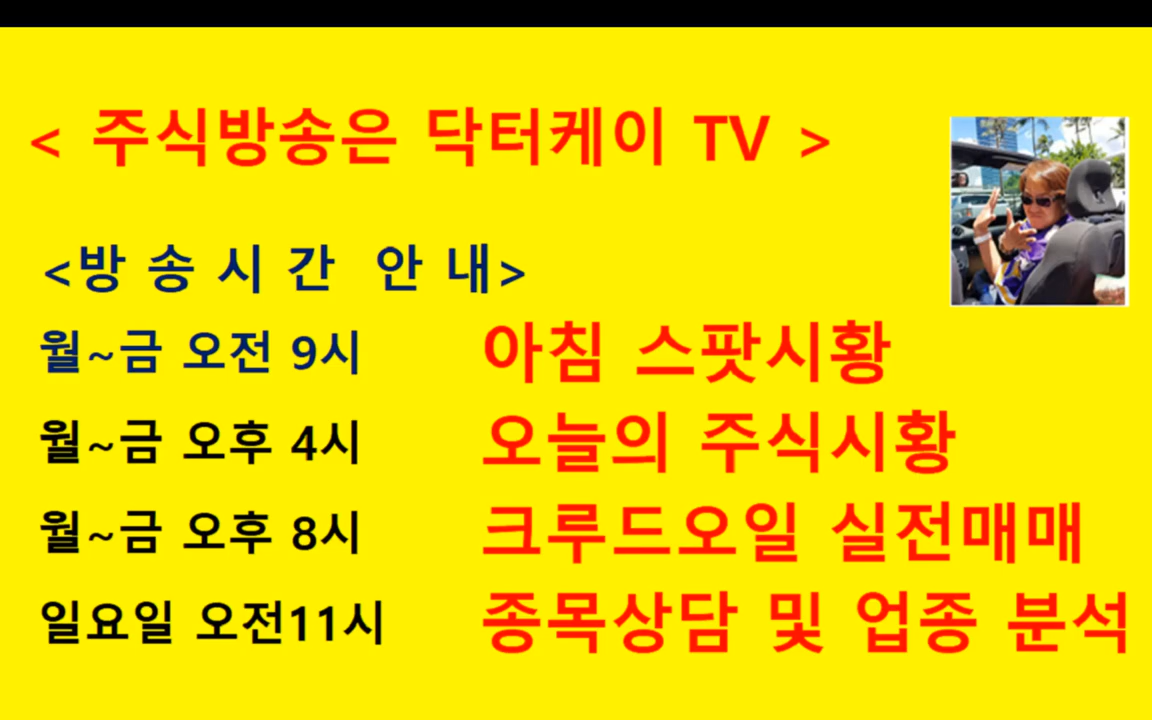 < 주식방송은 닥터케이 TV >
<방 송 시 간 안 내>
월~금 오전 9시 아침 스팟시황
월~금 오후 4시 오늘의 주식시황
월~금 오후 8시 크루드오일 실전매매
일요일 오전11시 종목상담 및 업종 분석